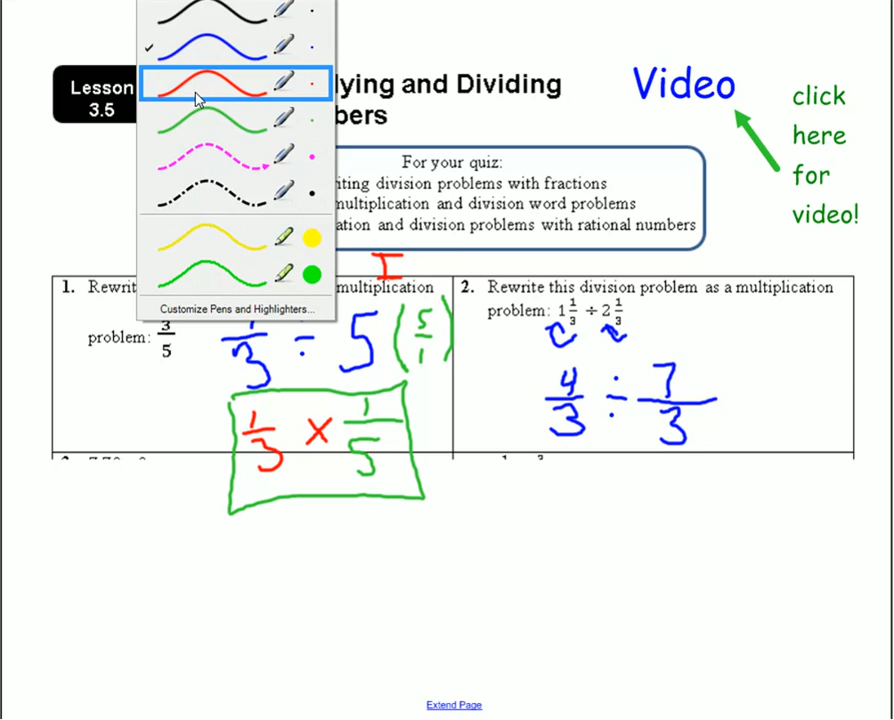 Lesson
3.5
lying and Dividing
bers
Video
click
here
for
video!
For your quiz:
iting division problems with fractions
multiplication and division word problems
ation and division problems with rational numbers
Customize Pens and Highlighters...
I
1. Rewrit
multiplication
problem: 3/5
1/3 ÷ 5 (5/1)
1/3 × 1/5
2. Rewrite this division problem as a multiplication
problem: 1 1/3 ÷ 2 1/3
4/3 ÷ 7/3
Extend Page